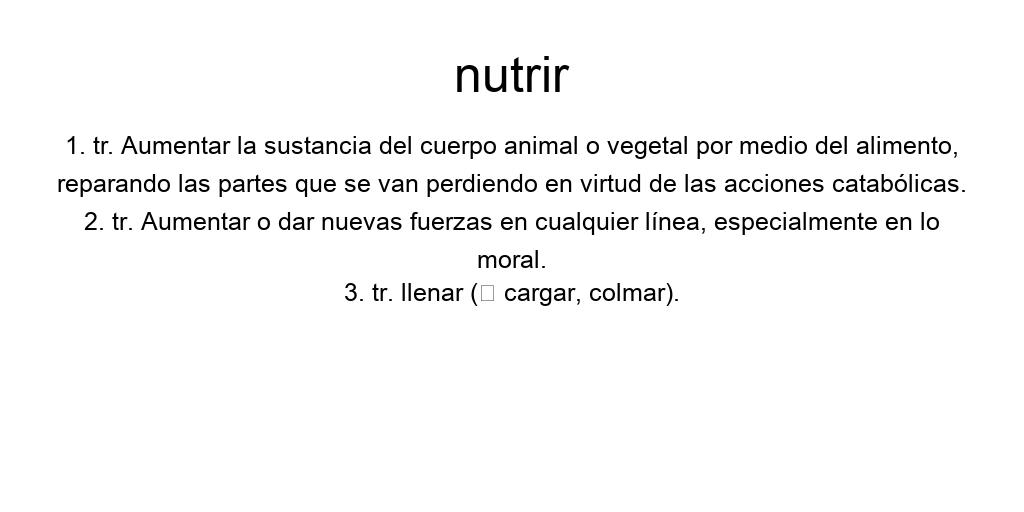 nutrir
1. tr. Aumentar la sustancia del cuerpo animal o vegetal por medio del alimento,
reparando las partes que se van perdiendo en virtud de las acciones catabólicas.
2. tr. Aumentar o dar nuevas fuerzas en cualquier línea, especialmente en lo
moral.
3. tr. llenar (□ cargar, colmar).